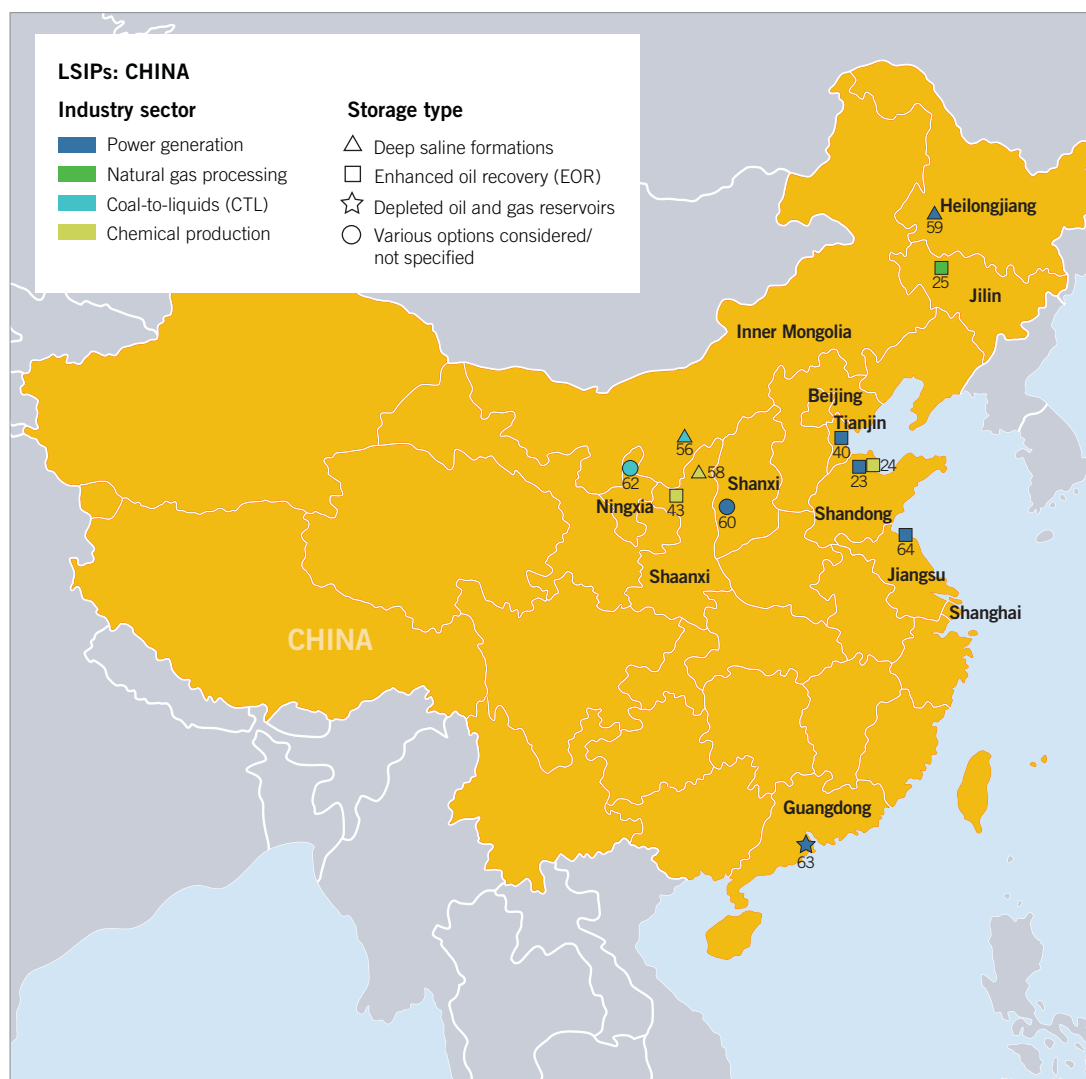 LSIPs: CHINA
Industry sector
Power generation
Natural gas processing
Coal-to-liquids (CTL)
Chemical production
Storage type
Deep saline formations
Enhanced oil recovery (EOR)
Depleted oil and gas reservoirs
Various options considered/
not specified
Heilongjiang
59
25
Jilin
Inner Mongolia
Beijing
Tianjin
40
56
62
58
Shanxi
23
24
Ningxia
43
60
Shandong
64
Shaanxi
Jiangsu
Shanghai
CHINA
Guangdong
63